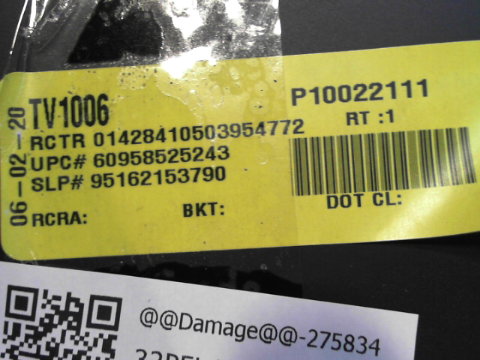 06-02-20
TV1006
P10022111
RCTR 01428410503954772
RT :1
UPC# 60958525243
SLP# 95162153790
RCRA:
BKT:
DOT CL:
@@Damage@@-275834